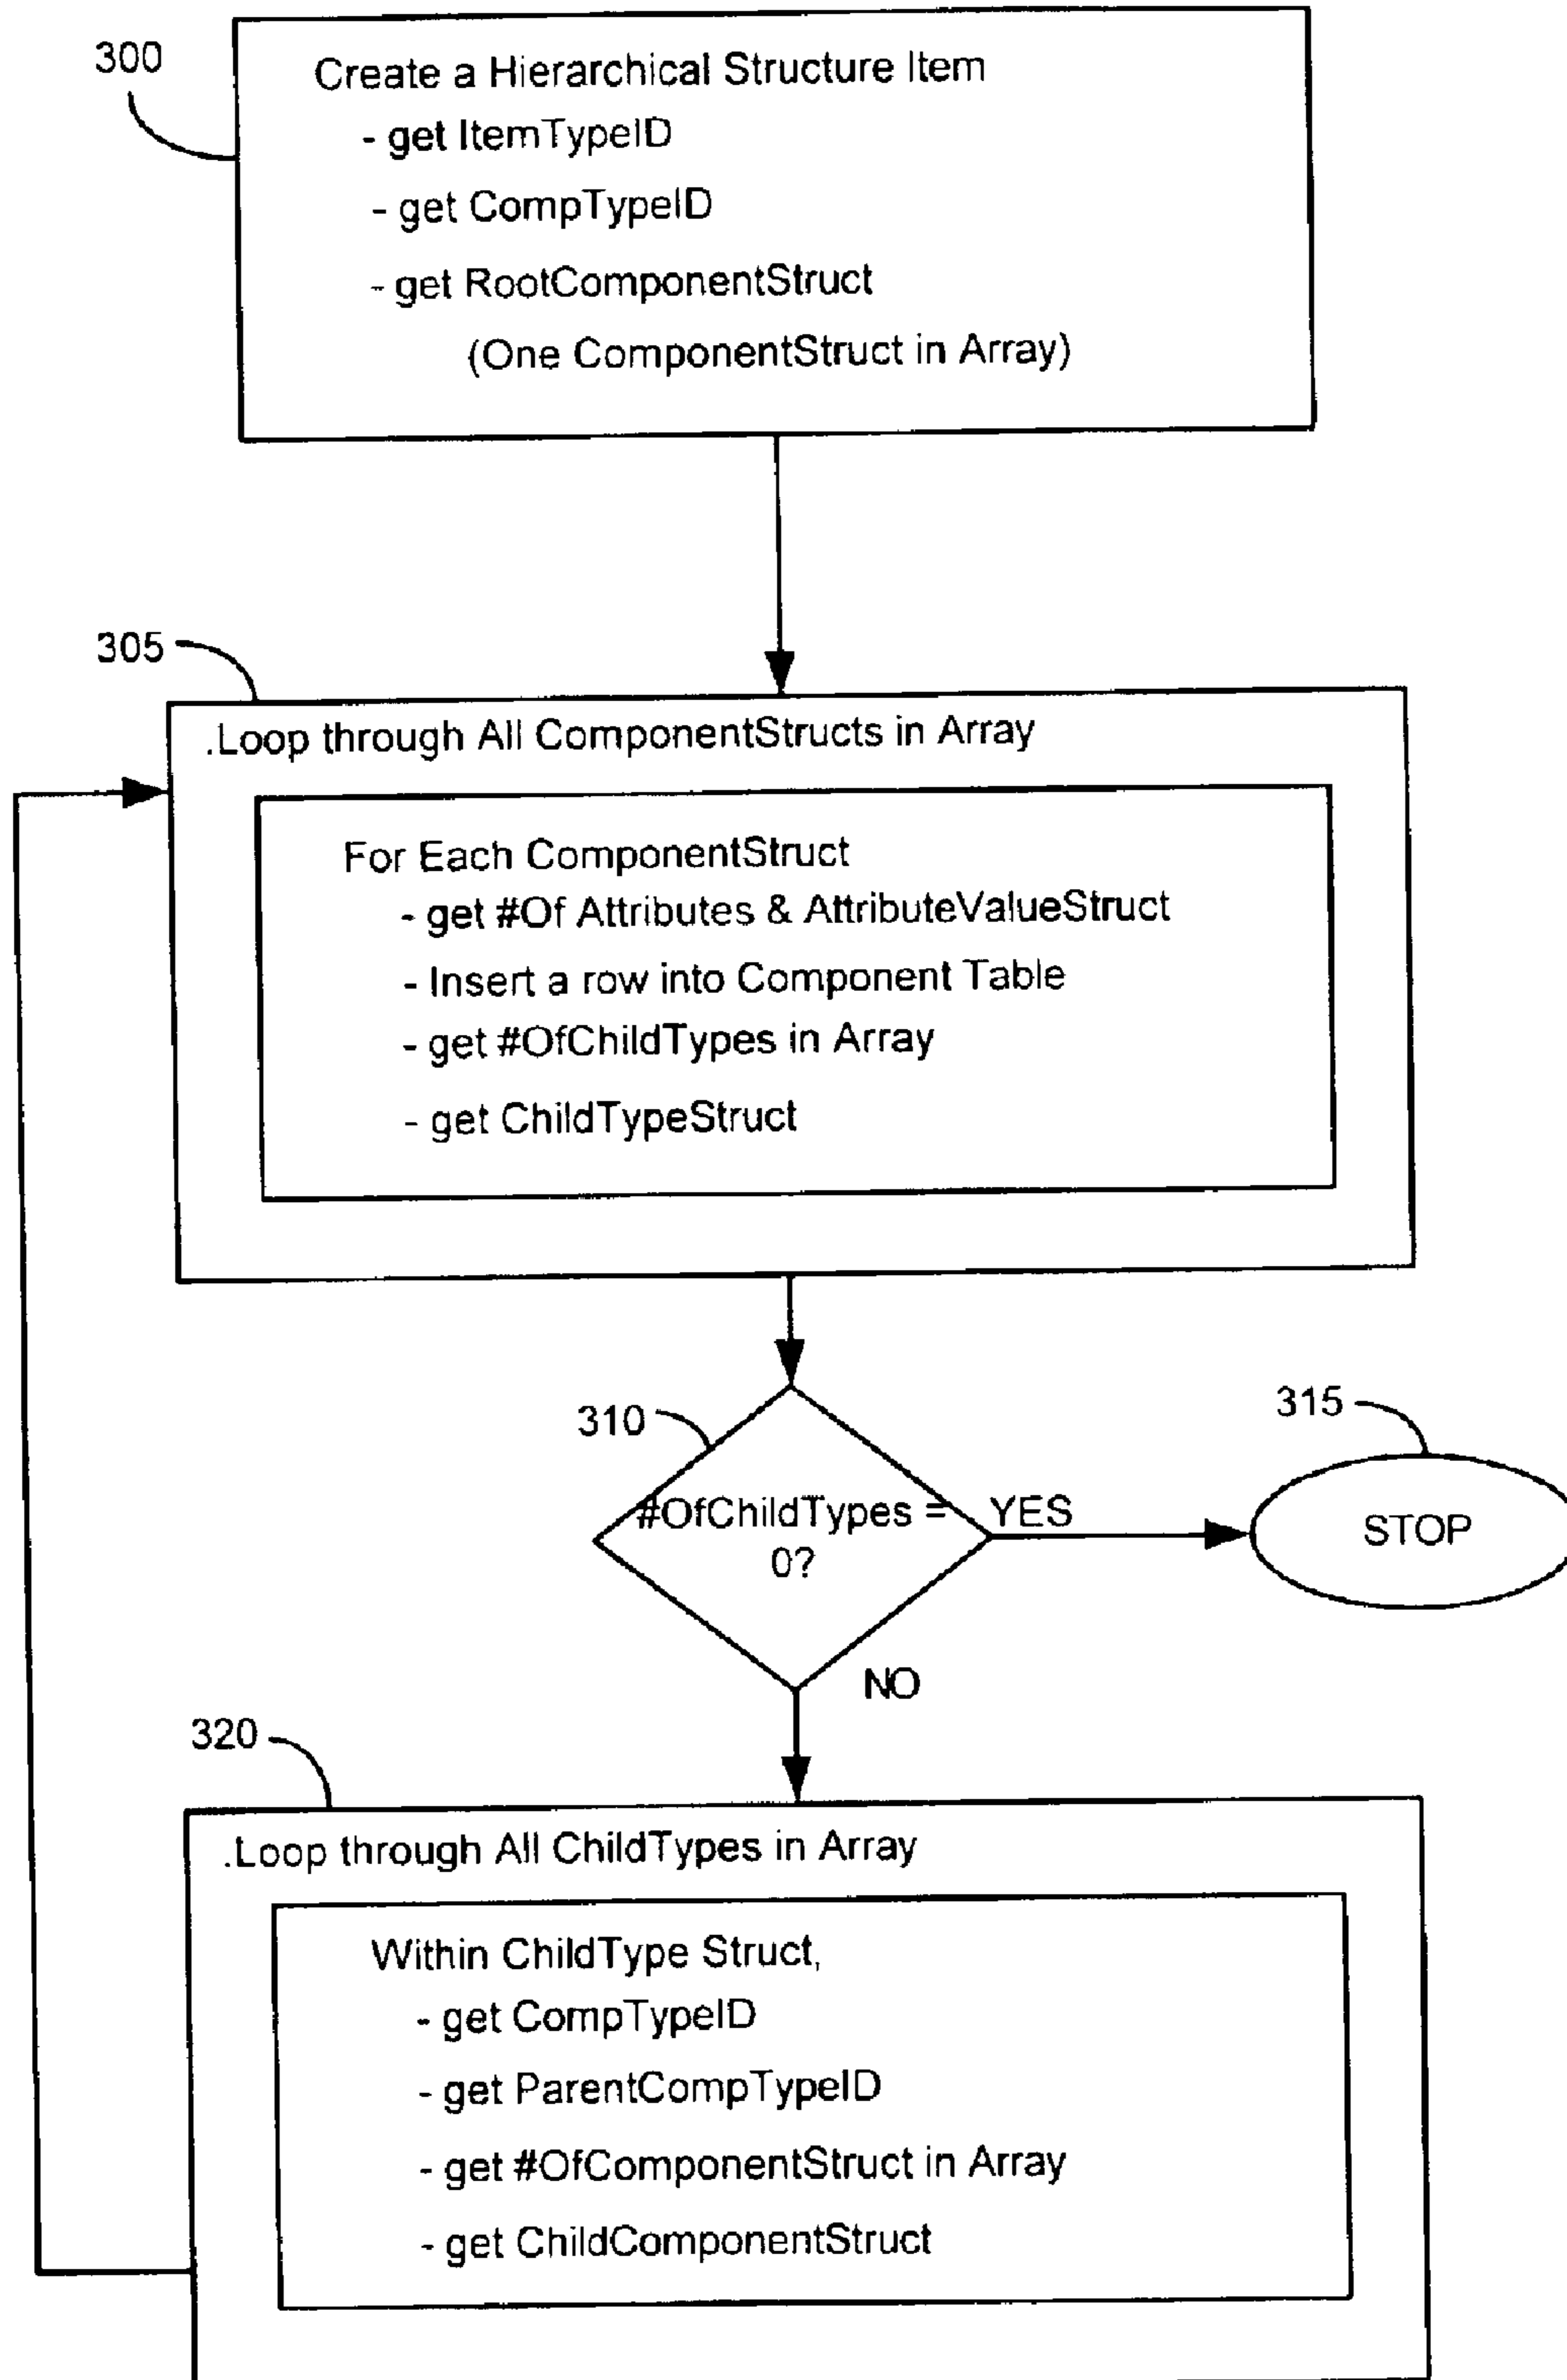 300
Create a Hierarchical Structure Item
- get ItemTypeID
- get CompTypeID
- get RootComponentStruct
(One ComponentStruct in Array)
305
.Loop through All ComponentStructs in Array
For Each ComponentStruct
- get #Of Attributes & AttributeValueStruct
- Insert a row into Component Table
- get #OfChildTypes in Array
- get ChildTypeStruct
310
315
#OfChildTypes =
0?
YES
STOP
NO
320
.Loop through All ChildTypes in Array
Within ChildType Struct,
- get CompTypeID
- get ParentCompTypeID
- get #OfComponentStruct in Array
- get ChildComponentStruct